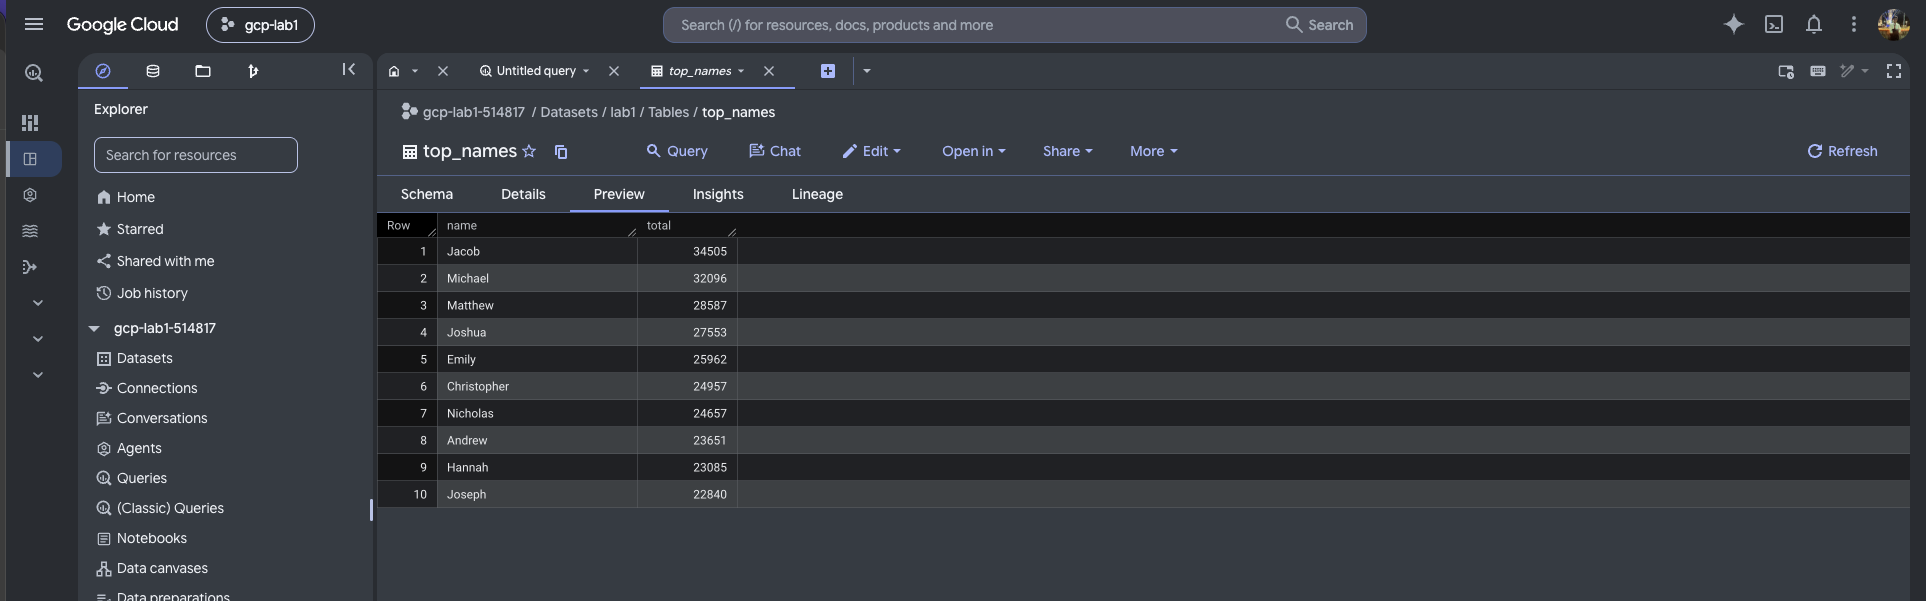 Google Cloud gcp-lab1 Search (/) for resources, docs, products and more Search
Untitled query top_names
Explorer
Search for resources
Home
Starred
Shared with me
Job history
gcp-lab1-514817
Datasets
Connections
Conversations
Agents
Queries
(Classic) Queries
Notebooks
Data canvases
Data preparations
gcp-lab1-514817 / Datasets / lab1 / Tables / top_names
top_names Query Chat Edit Open in Share More Refresh
Schema Details Preview Insights Lineage
Row name total
1 Jacob 34505
2 Michael 32096
3 Matthew 28587
4 Joshua 27553
5 Emily 25962
6 Christopher 24957
7 Nicholas 24657
8 Andrew 23651
9 Hannah 23085
10 Joseph 22840